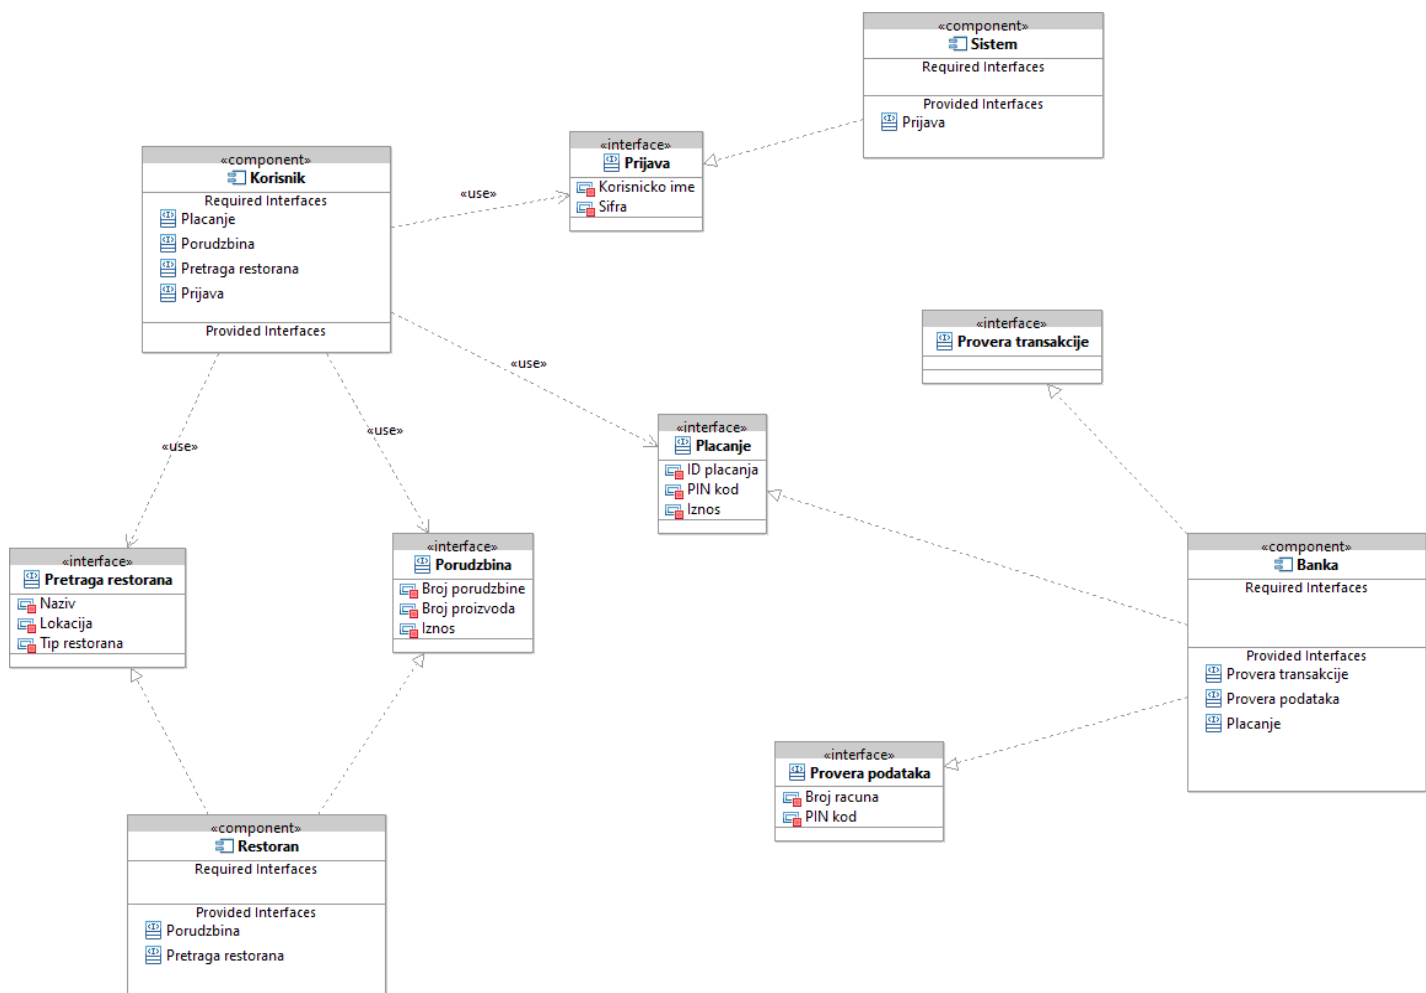 «component»
Sistem
Required Interfaces
Provided Interfaces
Prijava
«interface»
Prijava
Korisnicko ime
Sifra
«component»
Korisnik
Required Interfaces
Placanje
Porudzbina
Pretraga restorana
Prijava
Provided Interfaces
«use»
«use»
«use»
«use»
«interface»
Provera transakcije
«interface»
Placanje
ID placanja
PIN kod
Iznos
«interface»
Pretraga restorana
Naziv
Lokacija
Tip restorana
«interface»
Porudzbina
Broj porudzbine
Broj proizvoda
Iznos
«component»
Banka
Required Interfaces
Provided Interfaces
Provera transakcije
Provera podataka
Placanje
«interface»
Provera podataka
Broj racuna
PIN kod
«component»
Restoran
Required Interfaces
Provided Interfaces
Porudzbina
Pretraga restorana